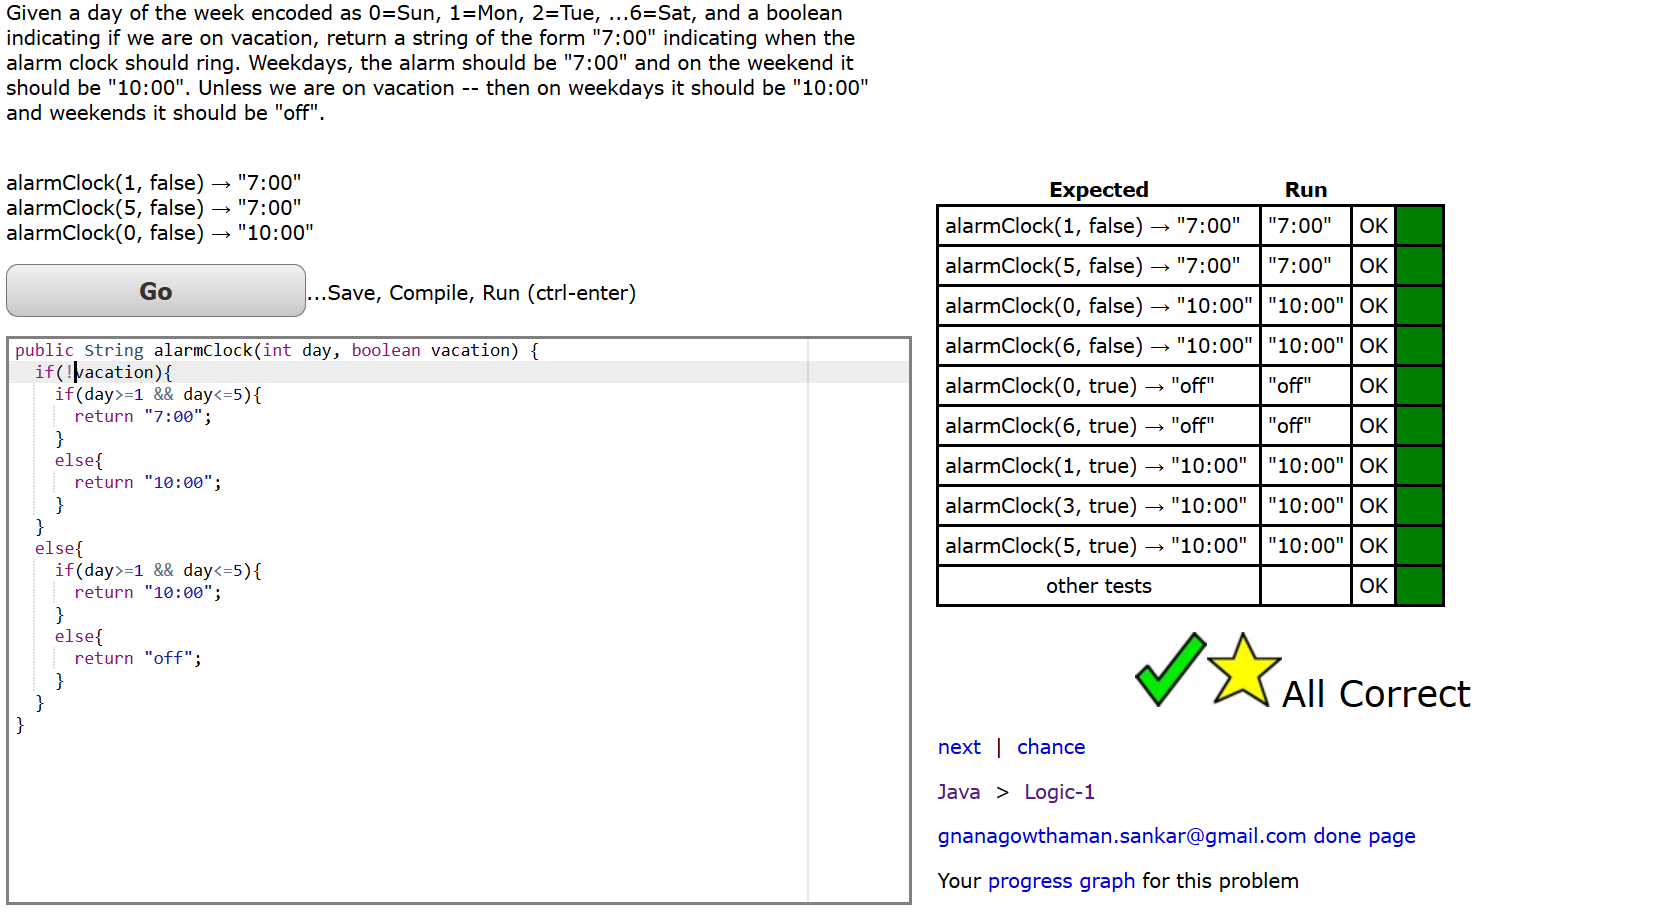 Given a day of the week encoded as 0=Sun, 1=Mon, 2=Tue, ...6=Sat, and a boolean
indicating if we are on vacation, return a string of the form "7:00" indicating when the
alarm clock should ring. Weekdays, the alarm should be "7:00" and on the weekend it
should be "10:00". Unless we are on vacation -- then on weekdays it should be "10:00"
and weekends it should be "off".
alarmClock(1, false) → "7:00"
alarmClock(5, false) → "7:00"
alarmClock(0, false) → "10:00"
Go ...Save, Compile, Run (ctrl-enter)
public String alarmClock(int day, boolean vacation) {
  if(!vacation){
    if(day>=1 && day<=5){
      return "7:00";
    }
    else{
      return "10:00";
    }
  }
  else{
    if(day>=1 && day<=5){
      return "10:00";
    }
    else{
      return "off";
    }
  }
}
Expected Run
alarmClock(1, false) → "7:00" "7:00" OK
alarmClock(5, false) → "7:00" "7:00" OK
alarmClock(0, false) → "10:00" "10:00" OK
alarmClock(6, false) → "10:00" "10:00" OK
alarmClock(0, true) → "off" "off" OK
alarmClock(6, true) → "off" "off" OK
alarmClock(1, true) → "10:00" "10:00" OK
alarmClock(3, true) → "10:00" "10:00" OK
alarmClock(5, true) → "10:00" "10:00" OK
other tests OK
All Correct
next | chance
Java > Logic-1
gnanagowthaman.sankar@gmail.com done page
Your progress graph for this problem